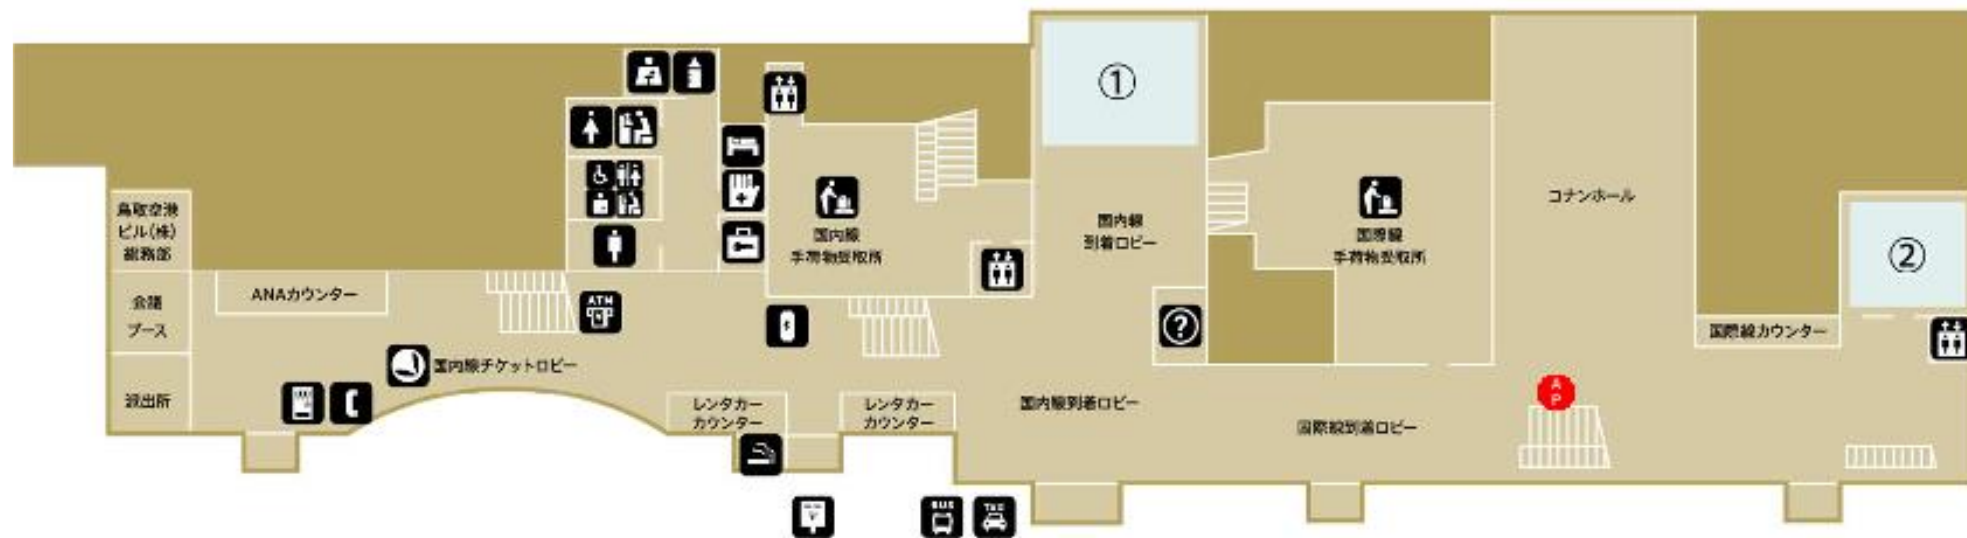 ①
鳥取空港
ビル(株)
総務部
国内線
手荷物受取所
国内線
到着ロビー
国際線
手荷物受取所
コナンホール
②
会議
ブース
ANAカウンター
ATM
?
国際線カウンター
国内線チケットロビー
派出所
レンタカー
カウンター
レンタカー
カウンター
国内線到着ロビー
国際線到着ロビー
A
P
BUS
TAXI